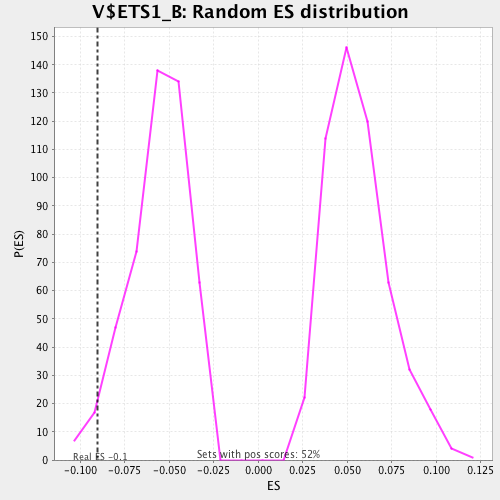 V$ETS1_B: Random ES distribution
P(ES)
150
140
130
120
110
100
90
80
70
60
50
40
30
20
10
0
Real ES -0.1
Sets with pos scores: 52%
-0.100 -0.075 -0.050 -0.025 0.000 0.025 0.050 0.075 0.100 0.125
ES